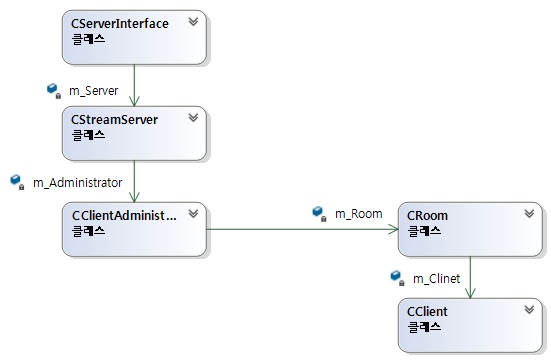 CServerInterface
클래스
m_Server
CStreamServer
클래스
m_Administrator
CClientAdminist...
클래스
m_Room
CRoom
클래스
m_Clinet
CClient
클래스